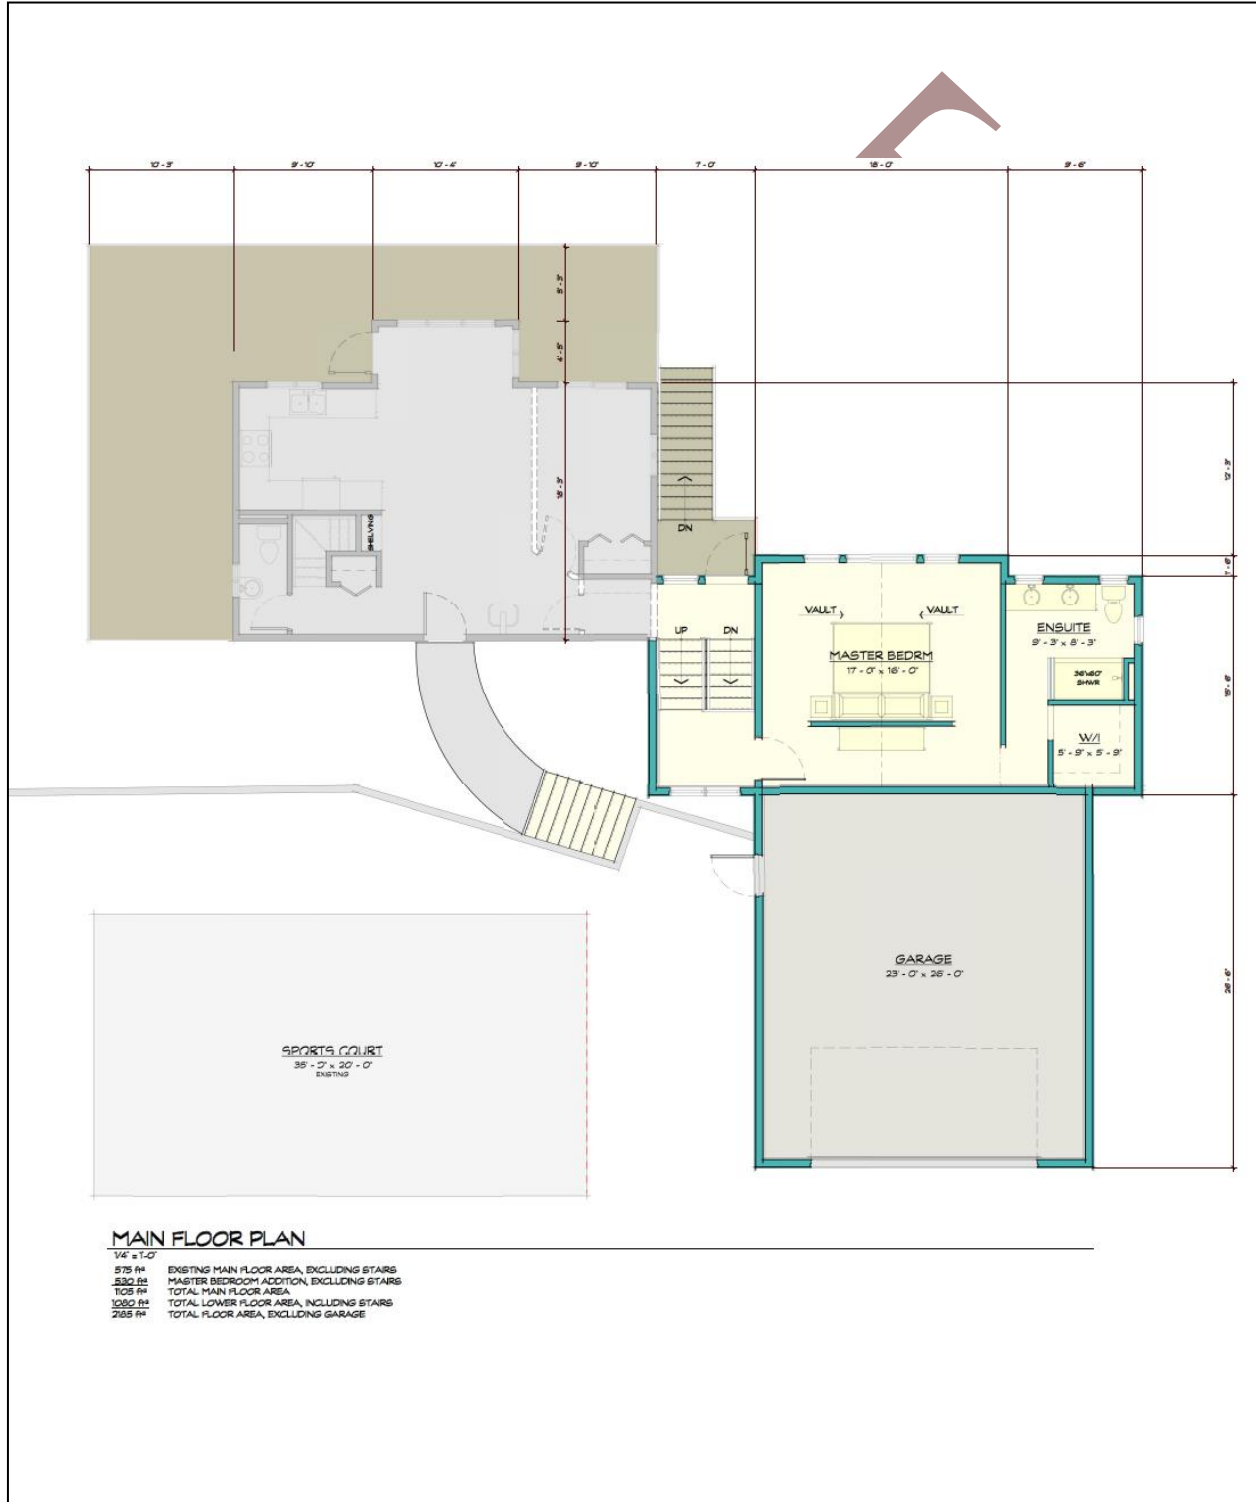 10' - 3" 9' - 10" 10' - 4" 9' - 10" 7' - 0" 18' - 0" 9' - 6"
5' - 3"
4' - 5"
18' - 3"
12' - 3"
1' - 6"
15' - 6"
26' - 6"
SHELVING
DN
UP DN
VAULT VAULT
MASTER BEDRM
17' - 0" x 16' - 0"
ENSUITE
9' - 3" x 8' - 3"
36"x60"
SHWR
W/I
5' - 9" x 5' - 9"
GARAGE
23' - 0" x 26' - 0"
SPORTS COURT
35' - 0" x 20' - 0"
EXISTING
MAIN FLOOR PLAN
1/4" = 1'-0"
575 ft² EXISTING MAIN FLOOR AREA, EXCLUDING STAIRS
530 ft² MASTER BEDROOM ADDITION, EXCLUDING STAIRS
1105 ft² TOTAL MAIN FLOOR AREA
1080 ft² TOTAL LOWER FLOOR AREA, INCLUDING STAIRS
2185 ft² TOTAL FLOOR AREA, EXCLUDING GARAGE